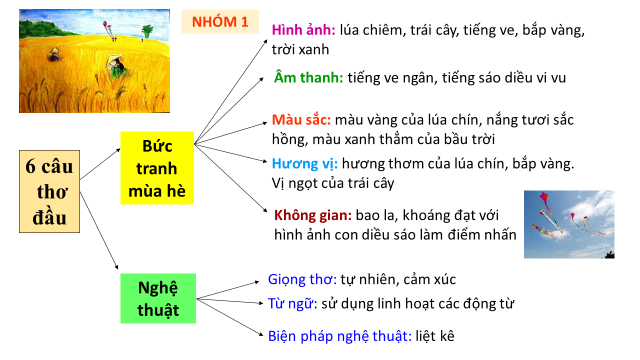 NHÓM 1
Hình ảnh: lúa chiêm, trái cây, tiếng ve, bắp vàng,
trời xanh
Âm thanh: tiếng ve ngân, tiếng sáo diều vi vu
Màu sắc: màu vàng của lúa chín, nắng tươi sắc
hồng, màu xanh thẳm của bầu trời
Hương vị: hương thơm của lúa chín, bắp vàng.
Vị ngọt của trái cây
Không gian: bao la, khoáng đạt với
hình ảnh con diều sáo làm điểm nhấn
6 câu
thơ
đầu
Bức
tranh
mùa hè
Nghệ
thuật
Giọng thơ: tự nhiên, cảm xúc
Từ ngữ: sử dụng linh hoạt các động từ
Biện pháp nghệ thuật: liệt kê